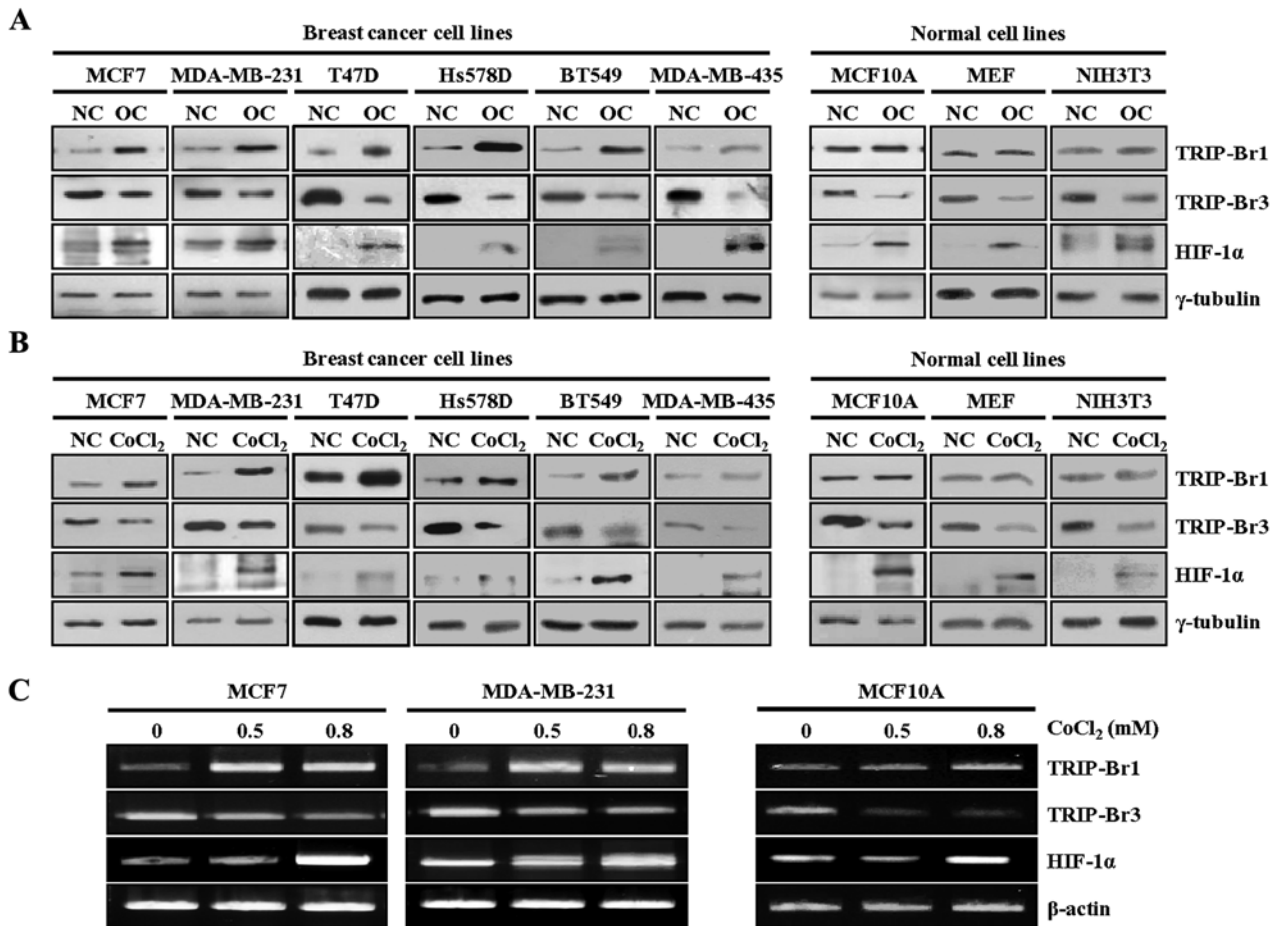 A
Breast cancer cell lines Normal cell lines
MCF7 MDA-MB-231 T47D Hs578D BT549 MDA-MB-435 MCF10A MEF NIH3T3
NC OC NC OC NC OC NC OC NC OC NC OC NC OC NC OC NC OC
TRIP-Br1
TRIP-Br3
HIF-1α
γ-tubulin
B
Breast cancer cell lines Normal cell lines
MCF7 MDA-MB-231 T47D Hs578D BT549 MDA-MB-435 MCF10A MEF NIH3T3
NC CoCl₂ NC CoCl₂ NC CoCl₂ NC CoCl₂ NC CoCl₂ NC CoCl₂ NC CoCl₂ NC CoCl₂ NC CoCl₂
TRIP-Br1
TRIP-Br3
HIF-1α
γ-tubulin
C
MCF7 MDA-MB-231 MCF10A
0 0.5 0.8 0 0.5 0.8 0 0.5 0.8 CoCl₂ (mM)
TRIP-Br1
TRIP-Br3
HIF-1α
β-actin